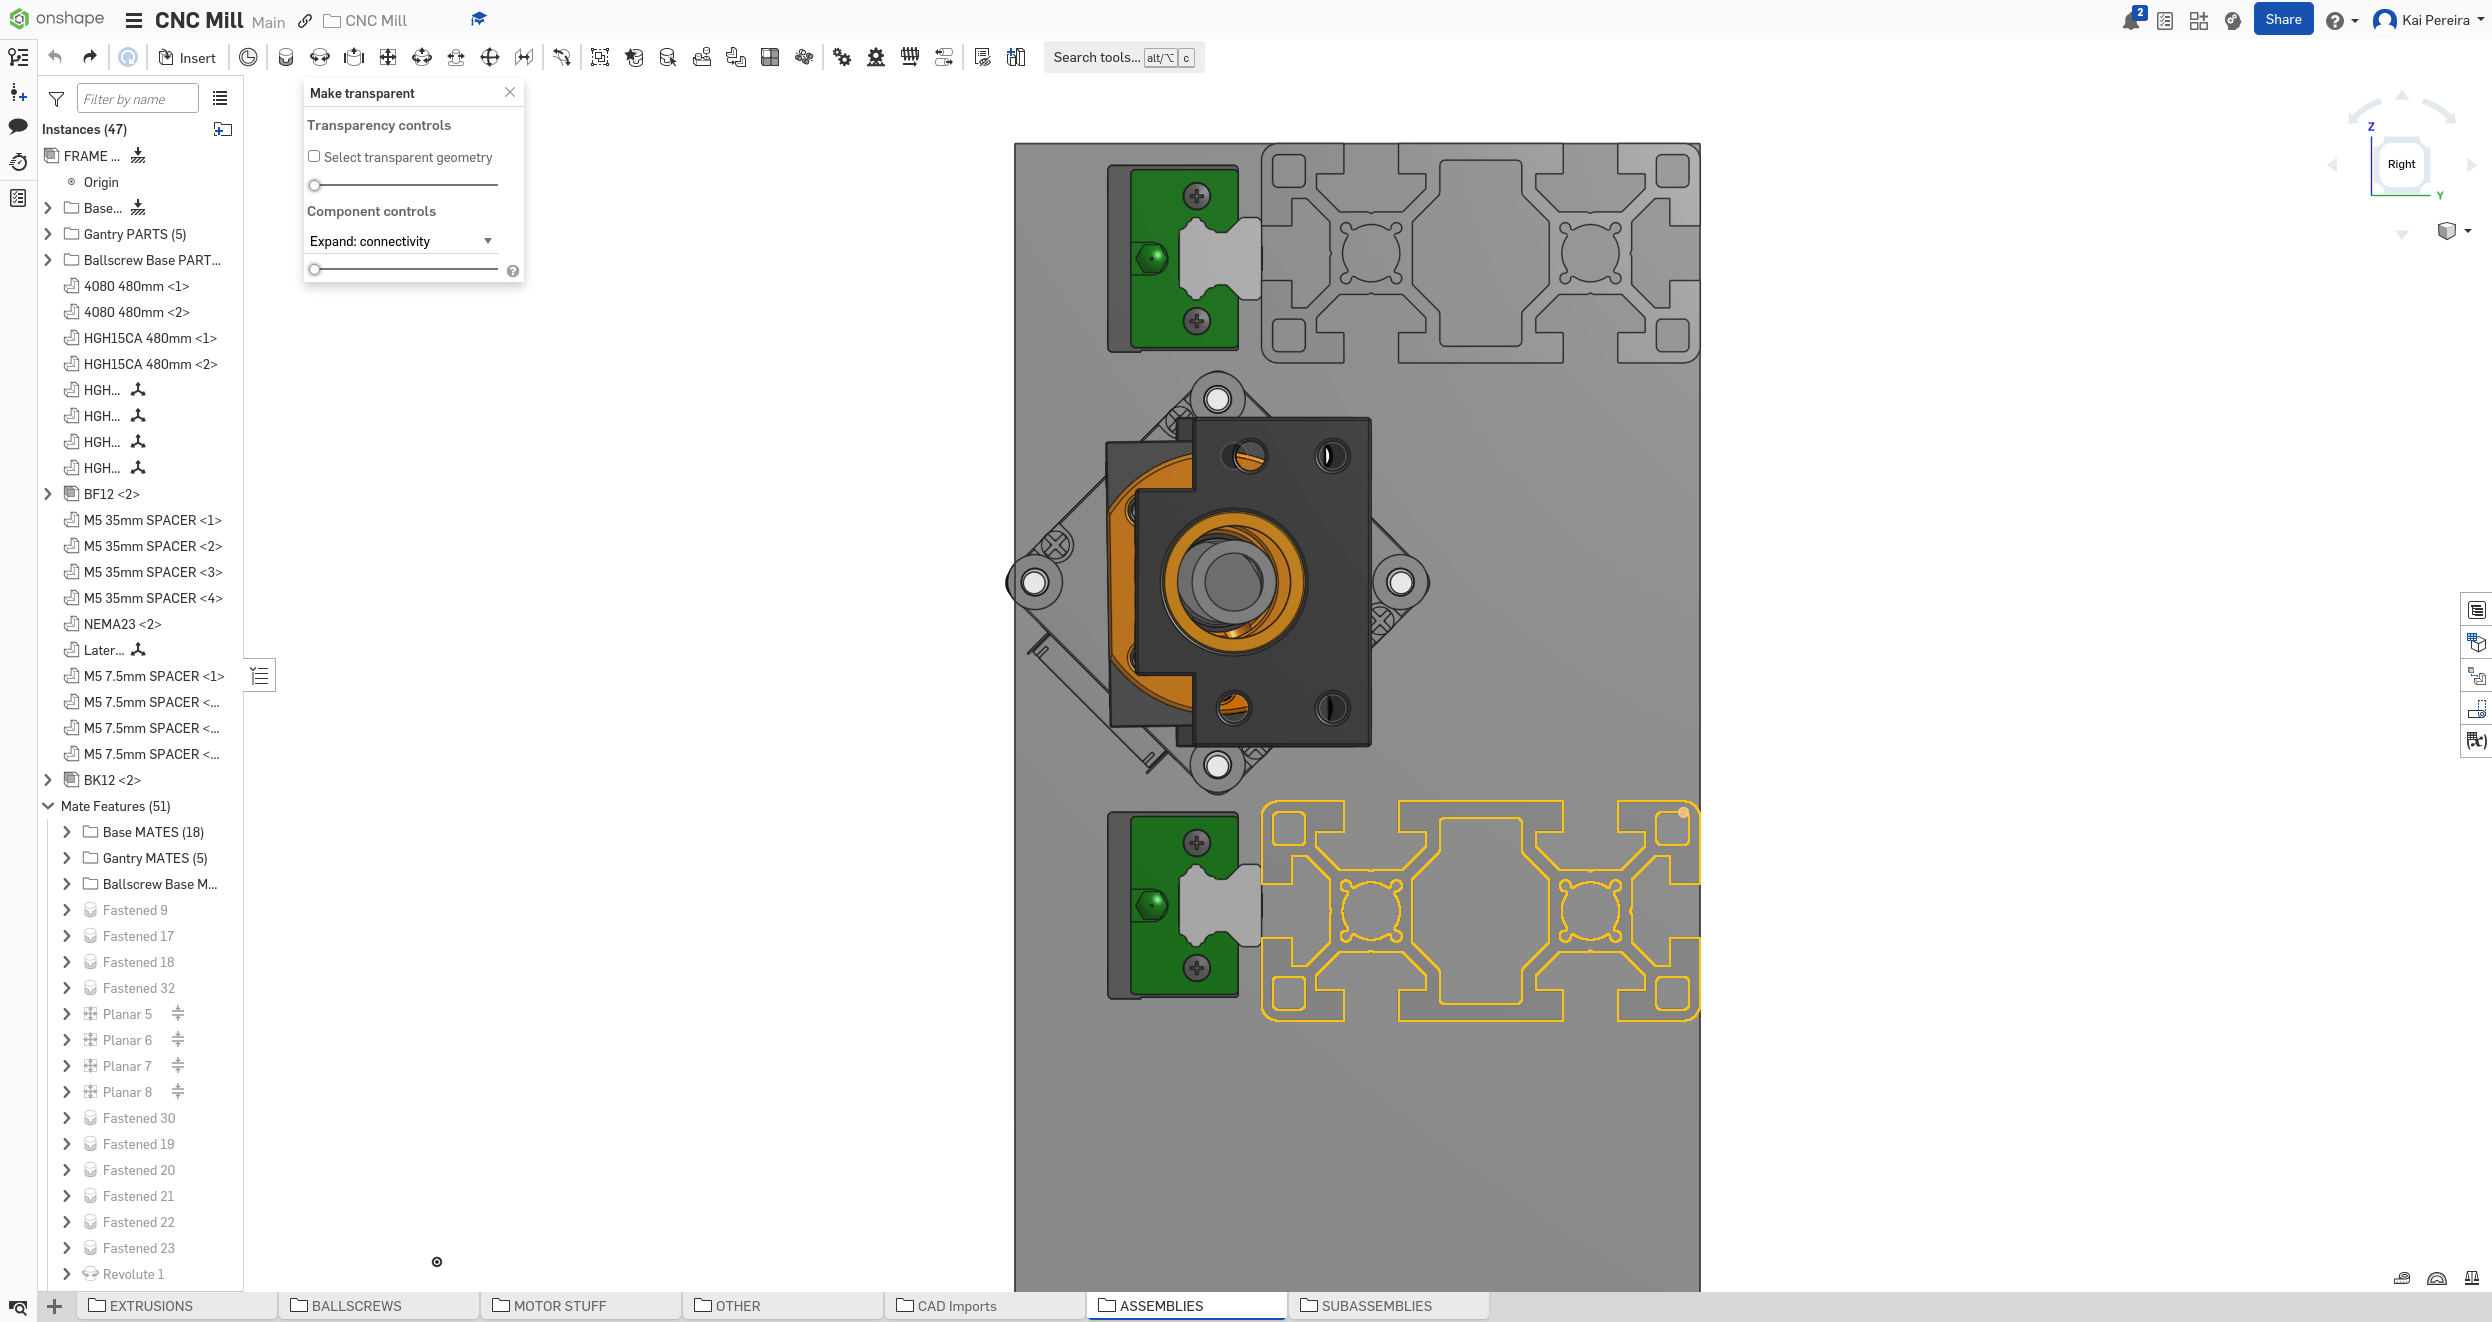 onshape
CNC Mill Main CNC Mill
2
Share
Kai Pereira
Insert
Search tools... alt/⌥ c
Filter by name
Instances (47)
FRAME ...
Origin
Base...
Gantry PARTS (5)
Ballscrew Base PART...
4080 480mm <1>
4080 480mm <2>
HGH15CA 480mm <1>
HGH15CA 480mm <2>
HGH...
HGH...
HGH...
HGH...
BF12 <2>
M5 35mm SPACER <1>
M5 35mm SPACER <2>
M5 35mm SPACER <3>
M5 35mm SPACER <4>
NEMA23 <2>
Later...
M5 7.5mm SPACER <1>
M5 7.5mm SPACER <...
M5 7.5mm SPACER <...
M5 7.5mm SPACER <...
BK12 <2>
Mate Features (51)
Base MATES (18)
Gantry MATES (5)
Ballscrew Base M...
Fastened 9
Fastened 17
Fastened 18
Fastened 32
Planar 5
Planar 6
Planar 7
Planar 8
Fastened 30
Fastened 19
Fastened 20
Fastened 21
Fastened 22
Fastened 23
Revolute 1
Make transparent
Transparency controls
Select transparent geometry
Component controls
Expand: connectivity
?
Z
Right
Y
(x)
EXTRUSIONS
BALLSCREWS
MOTOR STUFF
OTHER
CAD Imports
ASSEMBLIES
SUBASSEMBLIES